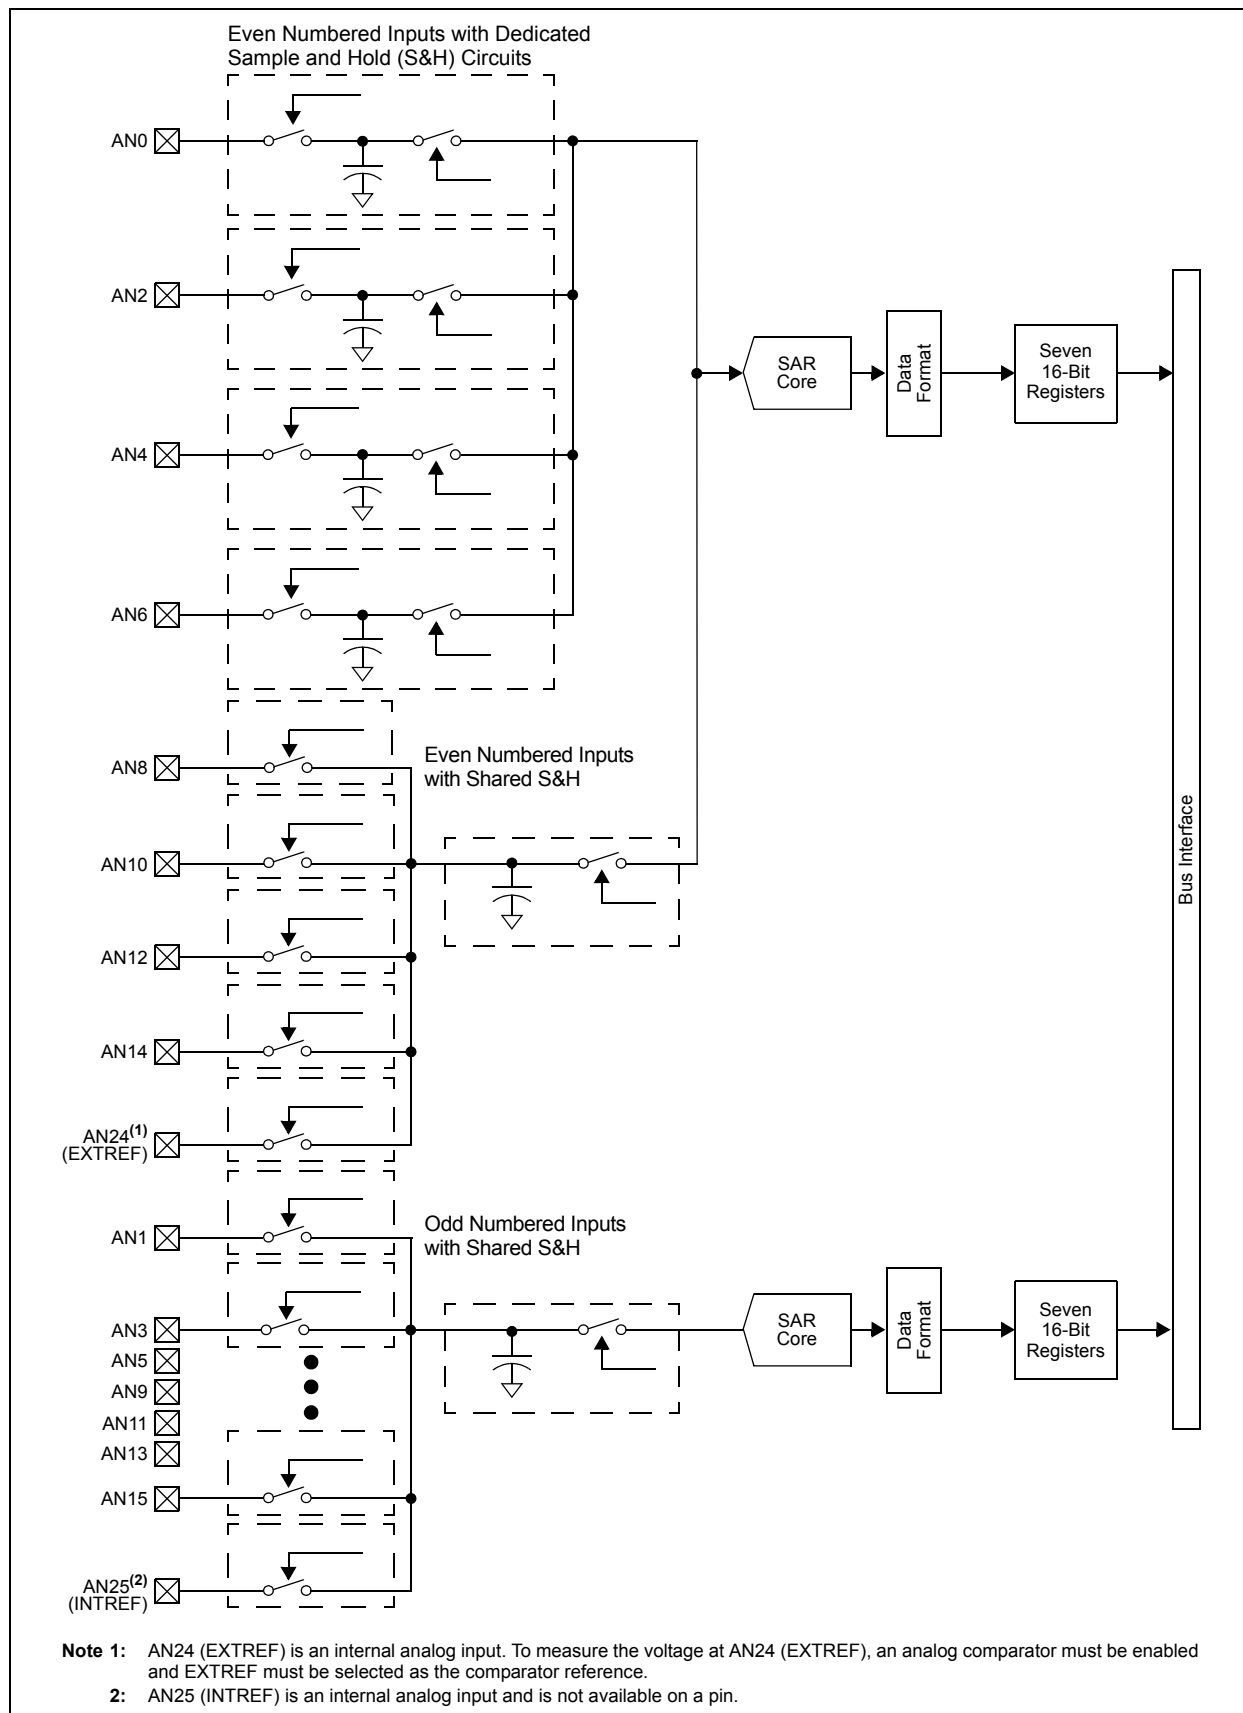 Even Numbered Inputs with Dedicated
Sample and Hold (S&H) Circuits
AN0
AN2
AN4
AN6
SAR
Core
Data
Format
Seven
16-Bit
Registers
Bus Interface
AN8
Even Numbered Inputs
with Shared S&H
AN10
AN12
AN14
AN24(1)
(EXTREF)
AN1
Odd Numbered Inputs
with Shared S&H
AN3
AN5
AN9
AN11
AN13
AN15
AN25(2)
(INTREF)
SAR
Core
Data
Format
Seven
16-Bit
Registers
Note 1: AN24 (EXTREF) is an internal analog input. To measure the voltage at AN24 (EXTREF), an analog comparator must be enabled
and EXTREF must be selected as the comparator reference.
2: AN25 (INTREF) is an internal analog input and is not available on a pin.